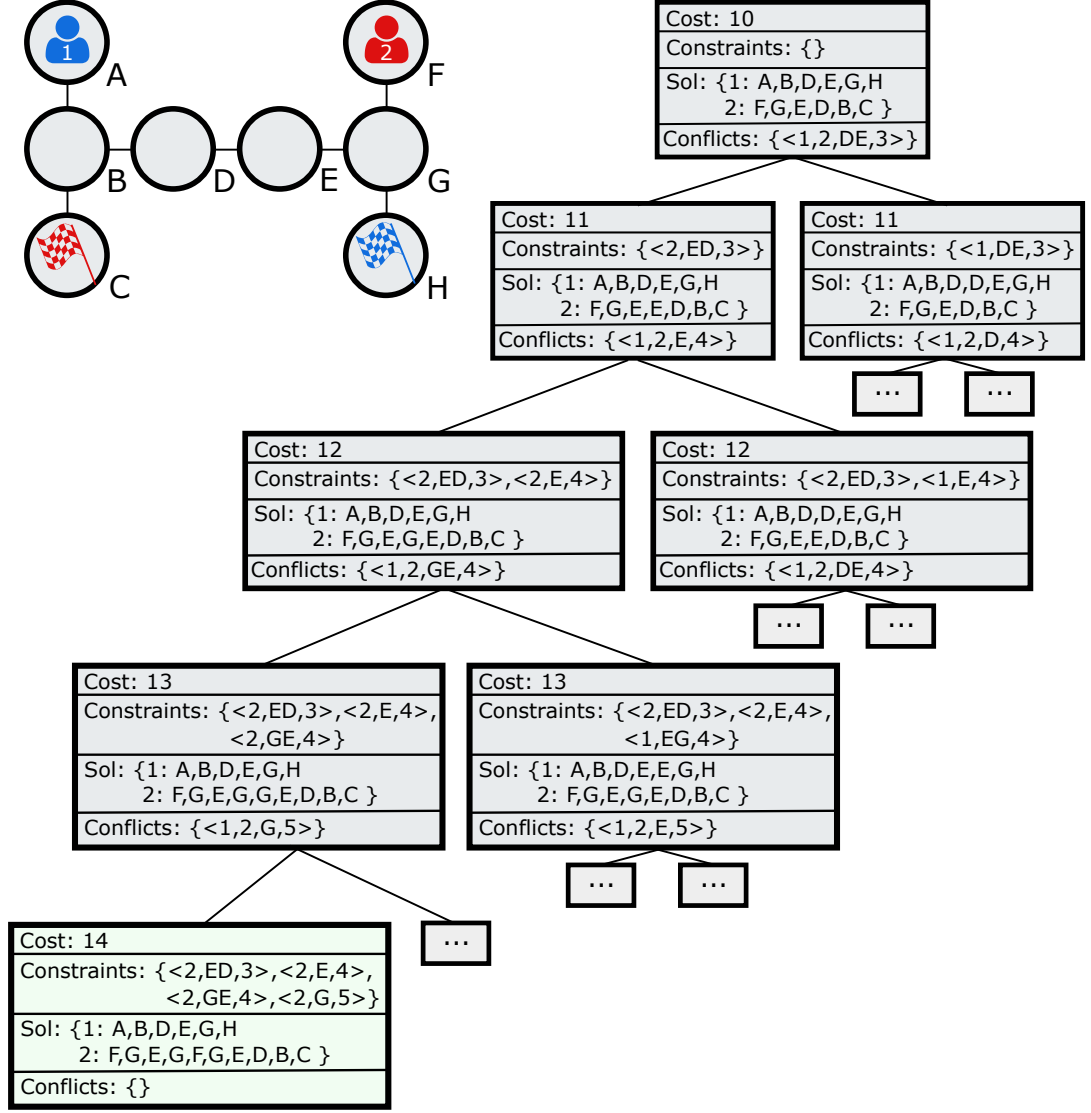 1
A
2
F
B
D
E
G
C
H
Cost: 10
Constraints: {}
Sol: {1: A,B,D,E,G,H
2: F,G,E,D,B,C }
Conflicts: {<1,2,DE,3>}
Cost: 11
Constraints: {<2,ED,3>}
Sol: {1: A,B,D,E,G,H
2: F,G,E,E,D,B,C }
Conflicts: {<1,2,E,4>}
Cost: 11
Constraints: {<1,DE,3>}
Sol: {1: A,B,D,D,E,G,H
2: F,G,E,D,B,C }
Conflicts: {<1,2,D,4>}
...
...
Cost: 12
Constraints: {<2,ED,3>,<2,E,4>}
Sol: {1: A,B,D,E,G,H
2: F,G,E,G,E,D,B,C }
Conflicts: {<1,2,GE,4>}
Cost: 12
Constraints: {<2,ED,3>,<1,E,4>}
Sol: {1: A,B,D,D,E,G,H
2: F,G,E,E,D,B,C }
Conflicts: {<1,2,DE,4>}
...
...
Cost: 13
Constraints: {<2,ED,3>,<2,E,4>,
<2,GE,4>}
Sol: {1: A,B,D,E,G,H
2: F,G,E,G,G,E,D,B,C }
Conflicts: {<1,2,G,5>}
Cost: 13
Constraints: {<2,ED,3>,<2,E,4>,
<1,EG,4>}
Sol: {1: A,B,D,E,E,G,H
2: F,G,E,G,E,D,B,C }
Conflicts: {<1,2,E,5>}
...
...
...
Cost: 14
Constraints: {<2,ED,3>,<2,E,4>,
<2,GE,4>,<2,G,5>}
Sol: {1: A,B,D,E,G,H
2: F,G,E,G,F,G,E,D,B,C }
Conflicts: {}